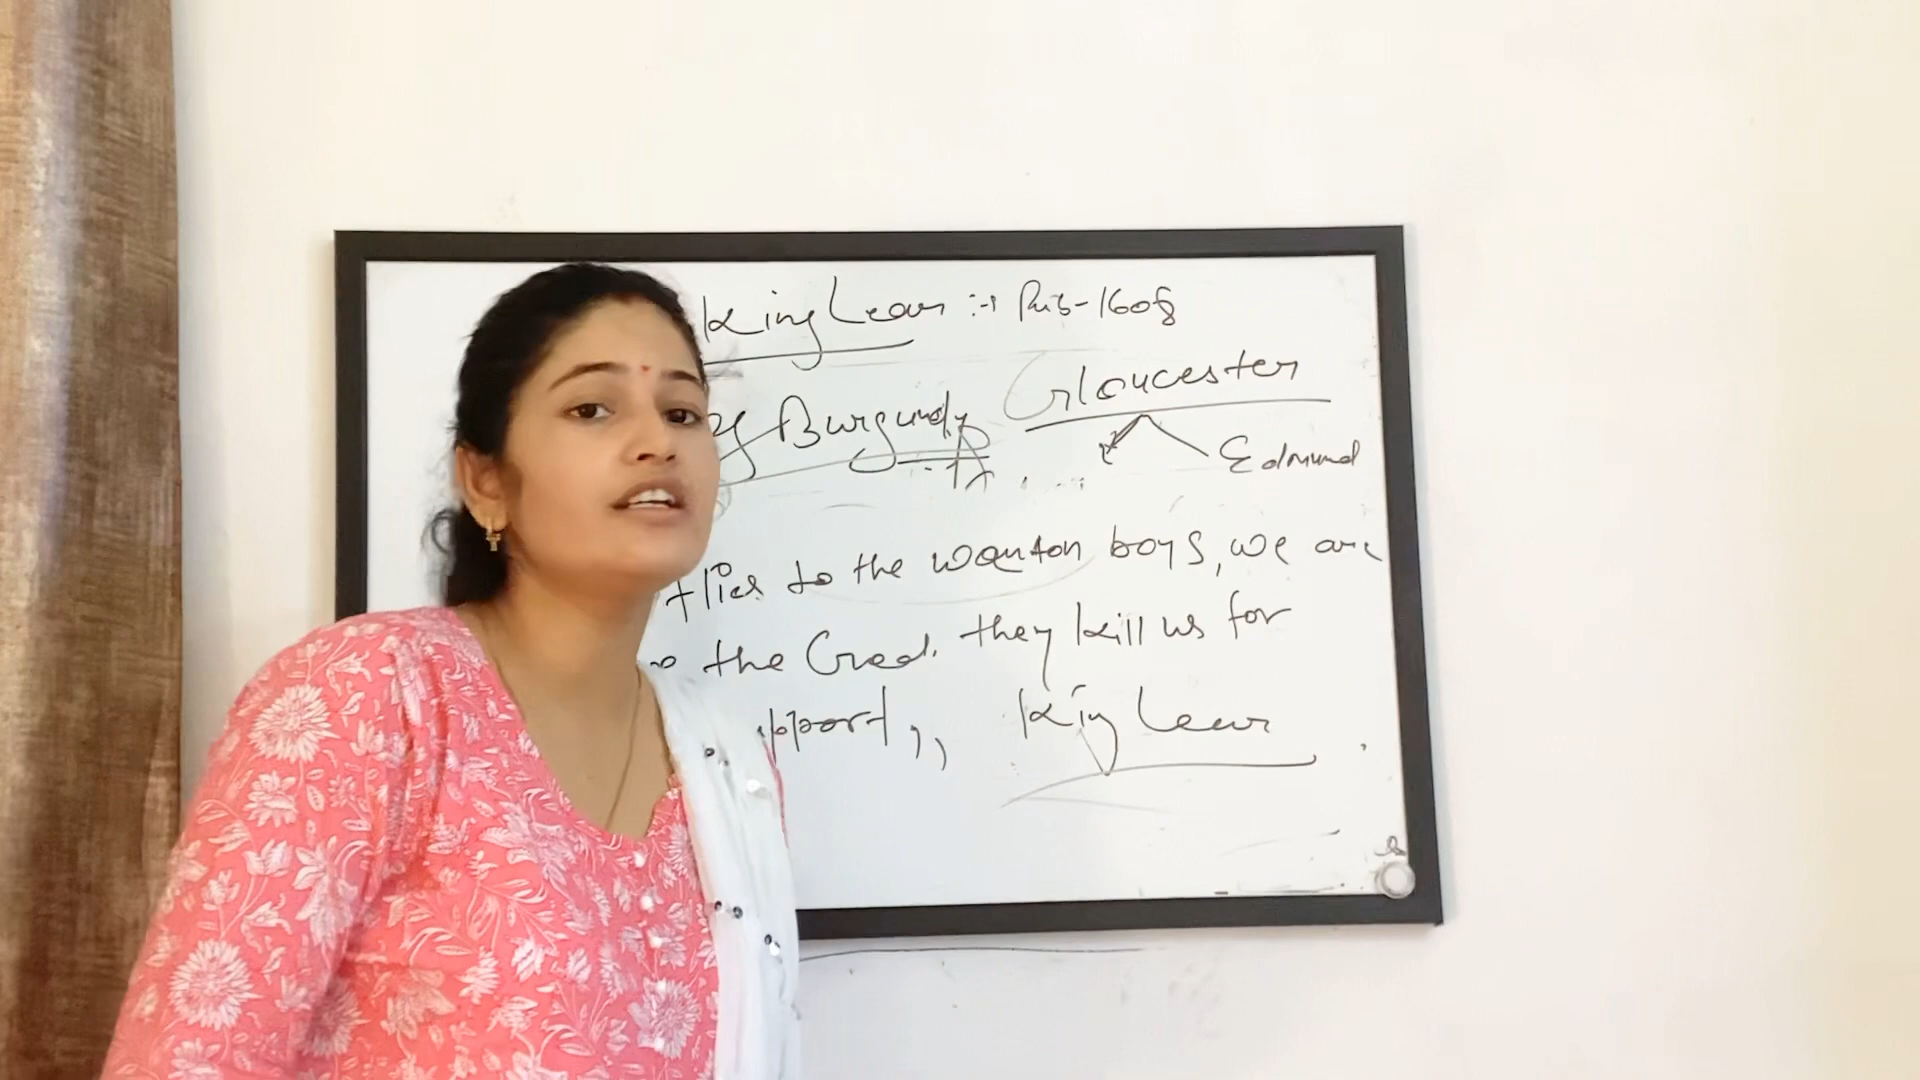 King Lear :→ Pub-1608
of Burgundy Gloucester
Edmund
flies to the wanton boys, we are
the God. they kill us for
King Lear